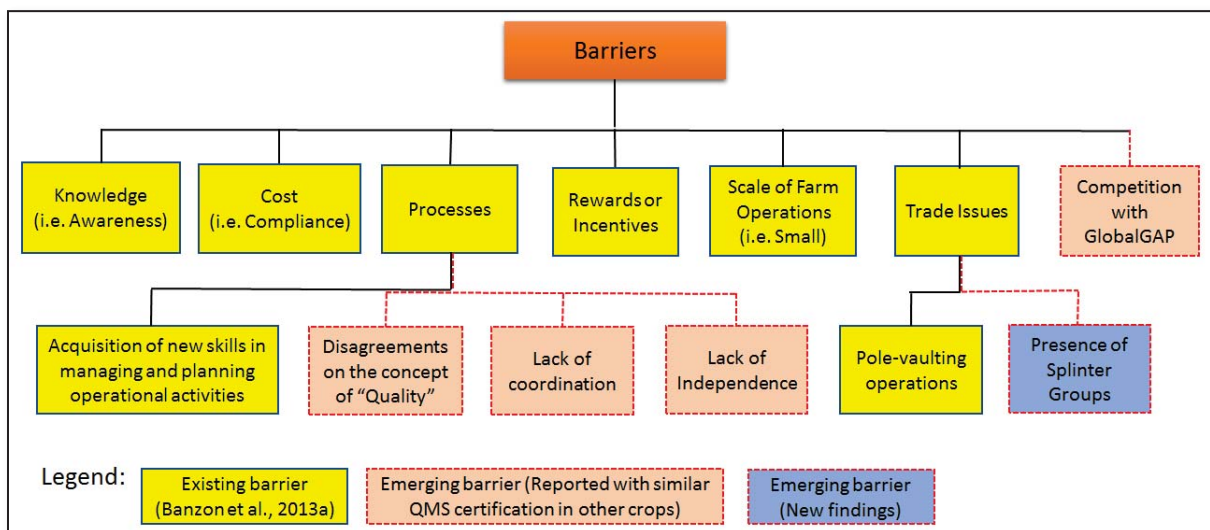 Barriers
Knowledge
(i.e. Awareness)
Cost
(i.e. Compliance)
Processes
Rewards or
Incentives
Scale of Farm
Operations
(i.e. Small)
Trade Issues
Competition
with
GlobalGAP
Acquisition of new skills in
managing and planning
operational activities
Disagreements
on the concept
of “Quality”
Lack of
coordination
Lack of
Independence
Pole-vaulting
operations
Presence of
Splinter
Groups
Legend:
Existing barrier
(Banzon et al., 2013a)
Emerging barrier (Reported with similar
QMS certification in other crops)
Emerging barrier
(New findings)